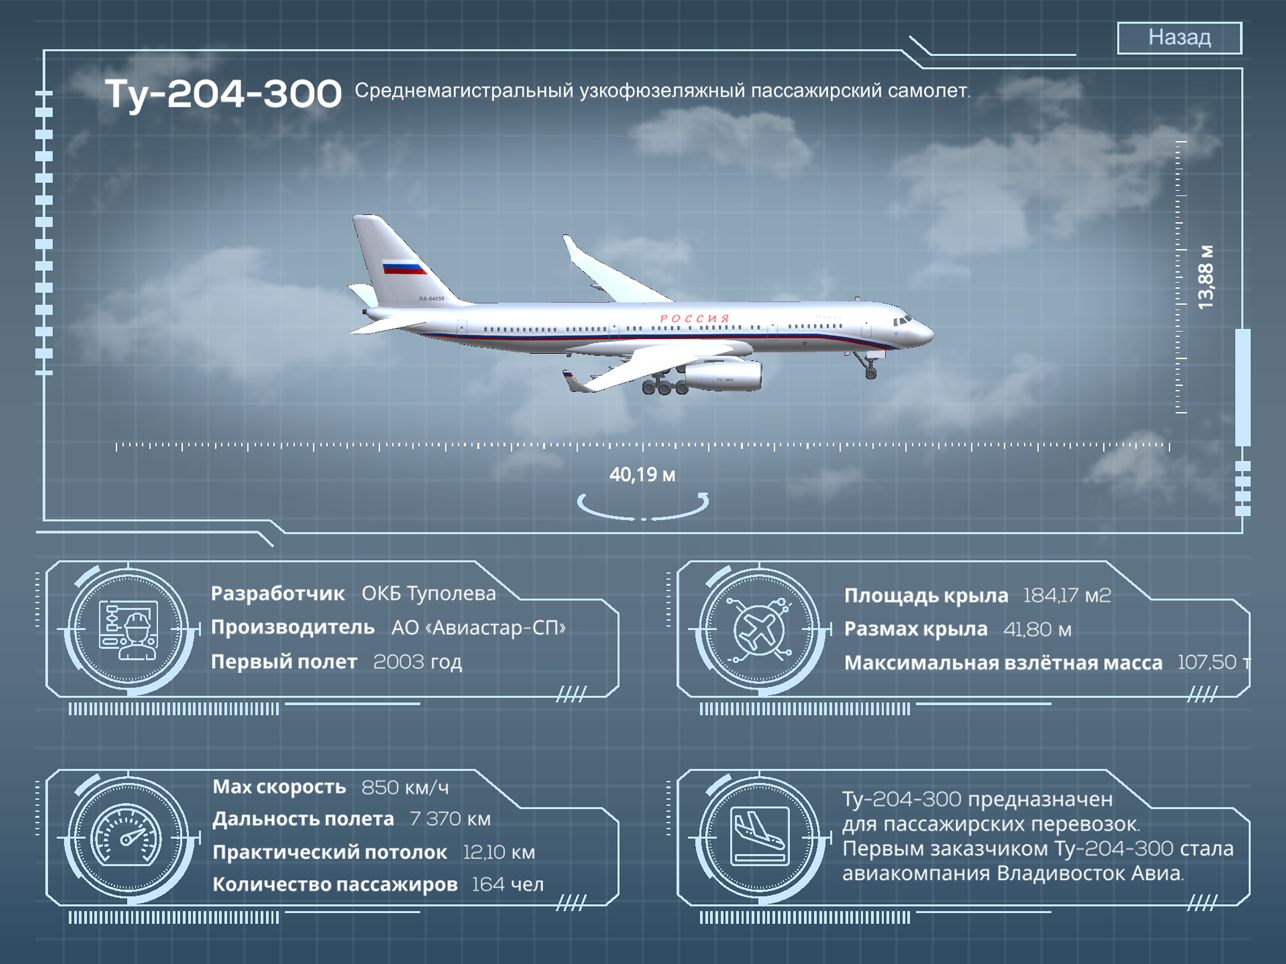 Назад
Ту-204-300 Среднемагистральный узкофюзеляжный пассажирский самолет.
РОССИЯ
13,88 м
40,19 м
Разработчик ОКБ Туполева
Производитель АО «Авиастар-СП»
Первый полет 2003 год
Площадь крыла 184,17 м2
Размах крыла 41,80 м
Максимальная взлётная масса 107,50 т
Max скорость 850 км/ч
Дальность полета 7 370 км
Практический потолок 12,10 км
Количество пассажиров 164 чел
Ту-204-300 предназначен
для пассажирских перевозок.
Первым заказчиком Ту-204-300 стала
авиакомпания Владивосток Авиа.